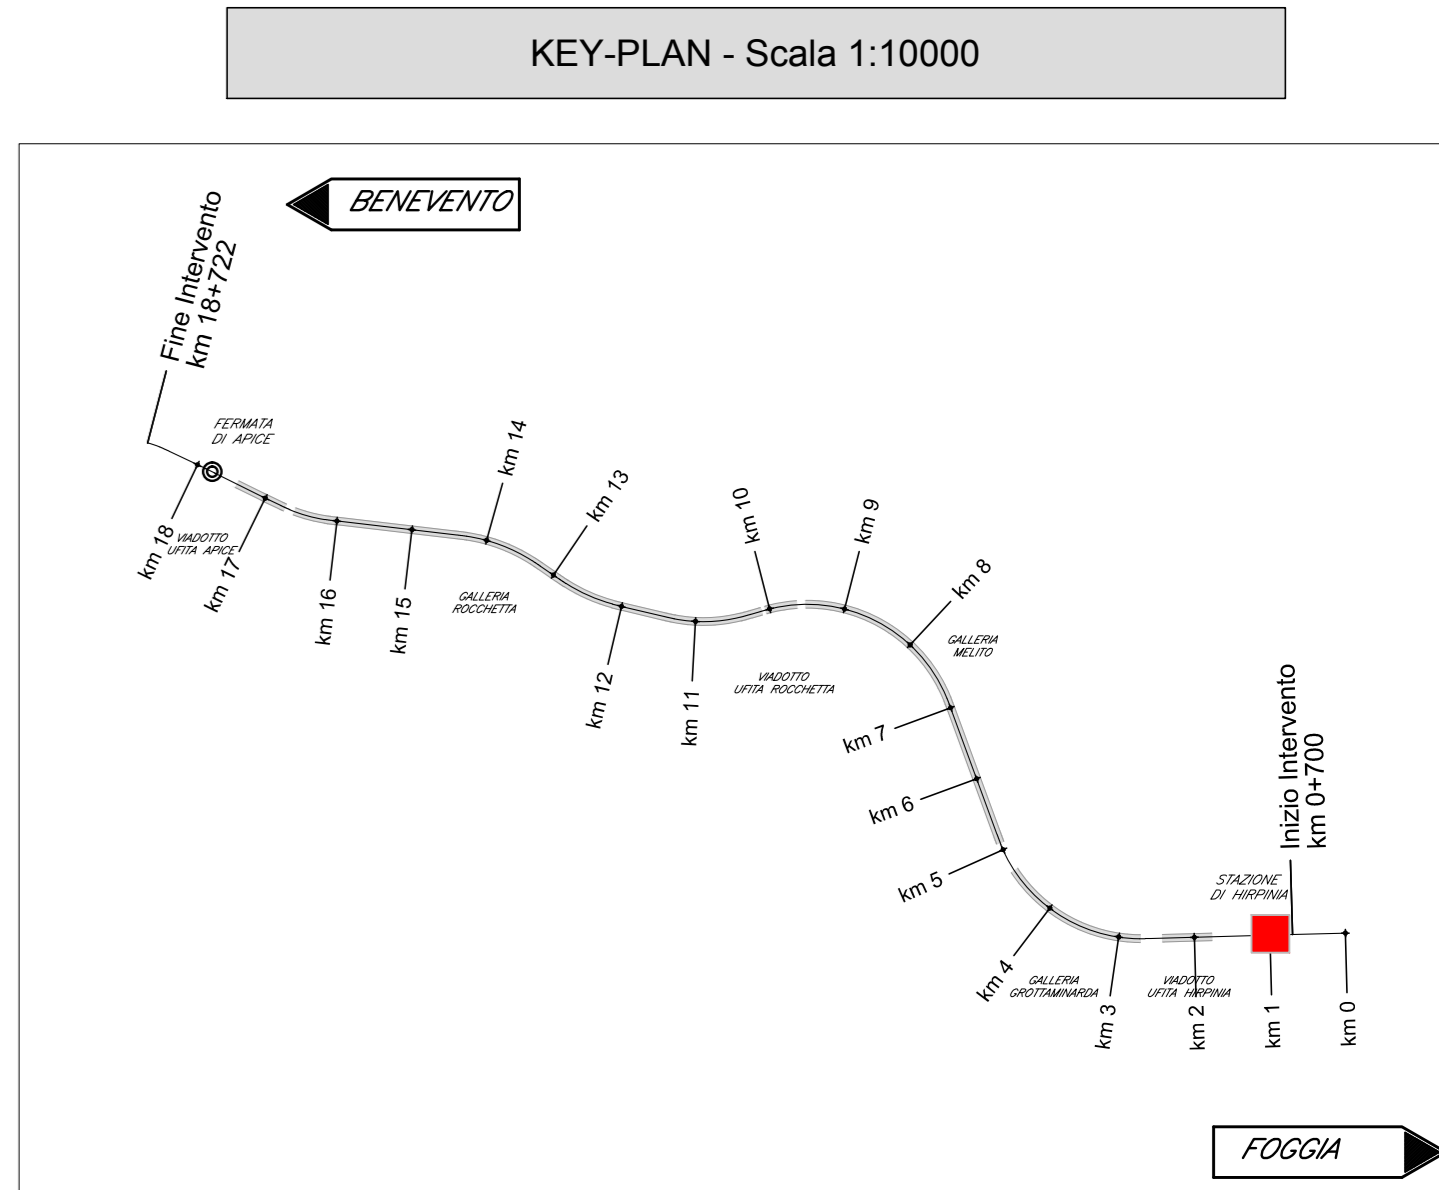 KEY-PLAN - Scala 1:10000
BENEVENTO
Fine Intervento
km 18+722
FERMATA
DI APICE
km 18
VIADOTTO
UFITA APICE
km 17
km 16
km 15
km 14
GALLERIA
ROCCHETTA
km 13
km 12
km 11
km 10
VIADOTTO
UFITA ROCCHETTA
km 9
km 8
GALLERIA
MELITO
km 7
km 6
km 5
km 4
GALLERIA
GROTTAMINARDA
km 3
VIADOTTO
UFITA HIRPINIA
km 2
STAZIONE
DI HIRPINIA
Inizio Intervento
km 0+700
km 1
km 0
FOGGIA